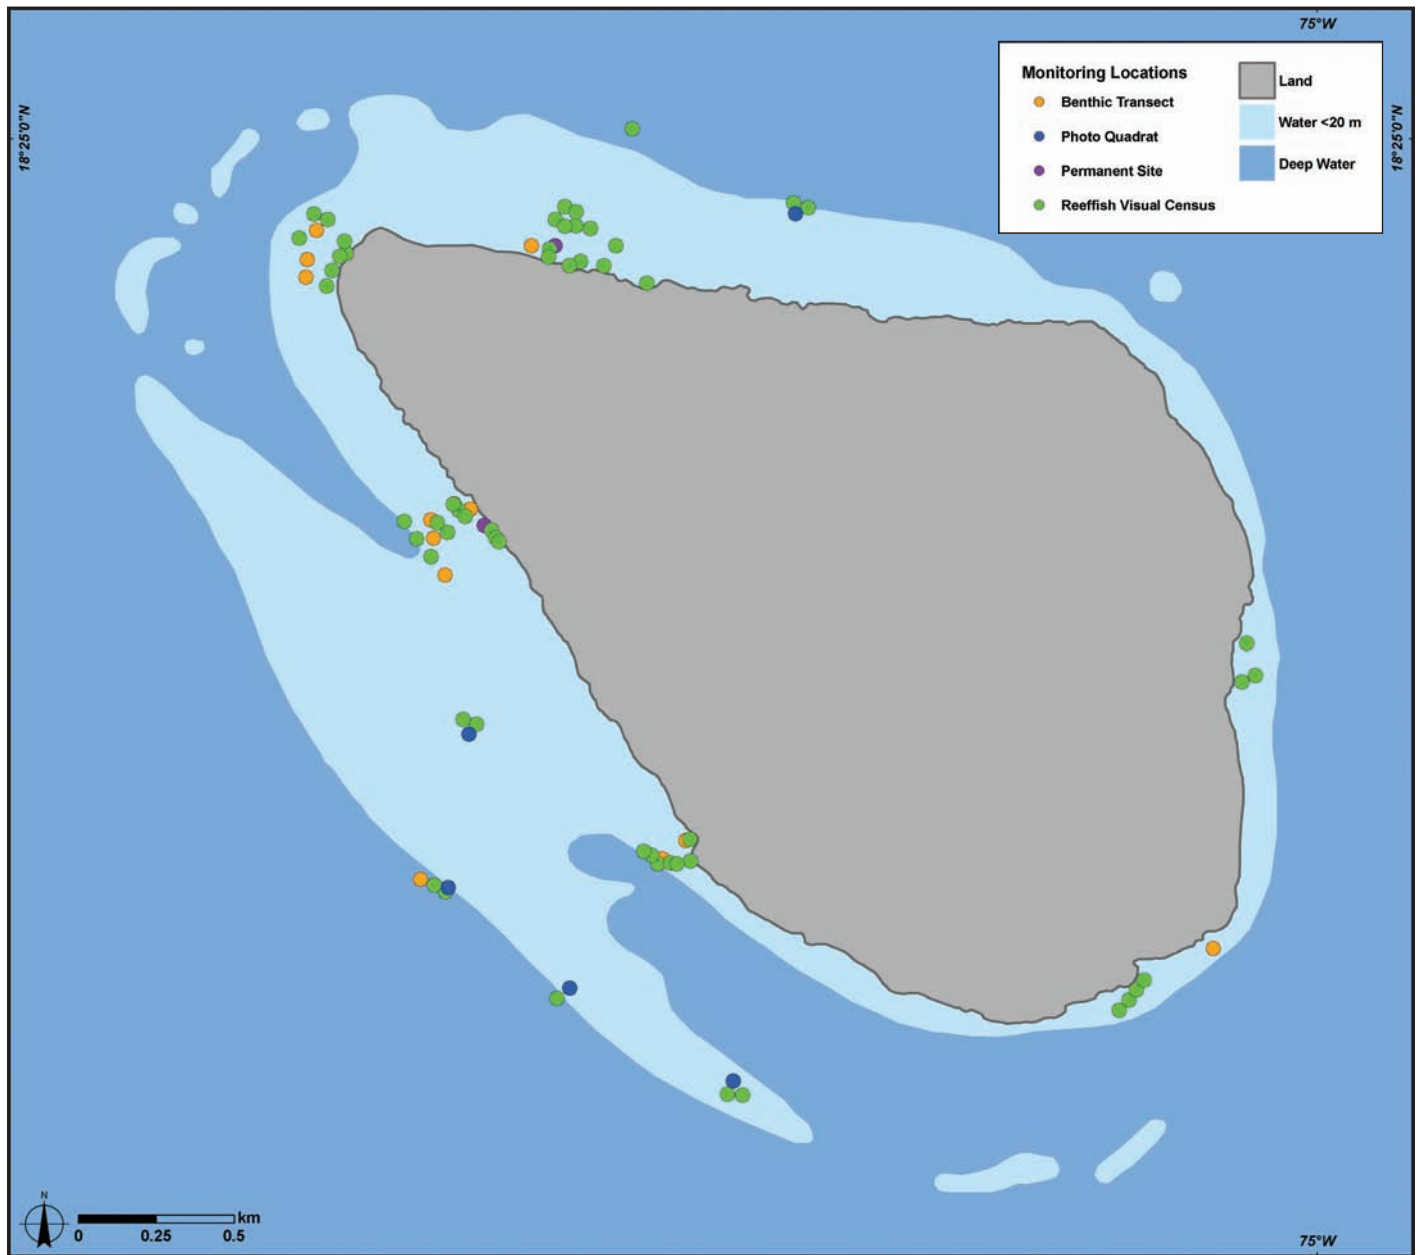 75°W
Monitoring Locations
Benthic Transect
Photo Quadrat
Permanent Site
Reeffish Visual Census
Land
Water <20 m
Deep Water
18°25'0"N
18°25'0"N
N
km
0 0.25 0.5
75°W